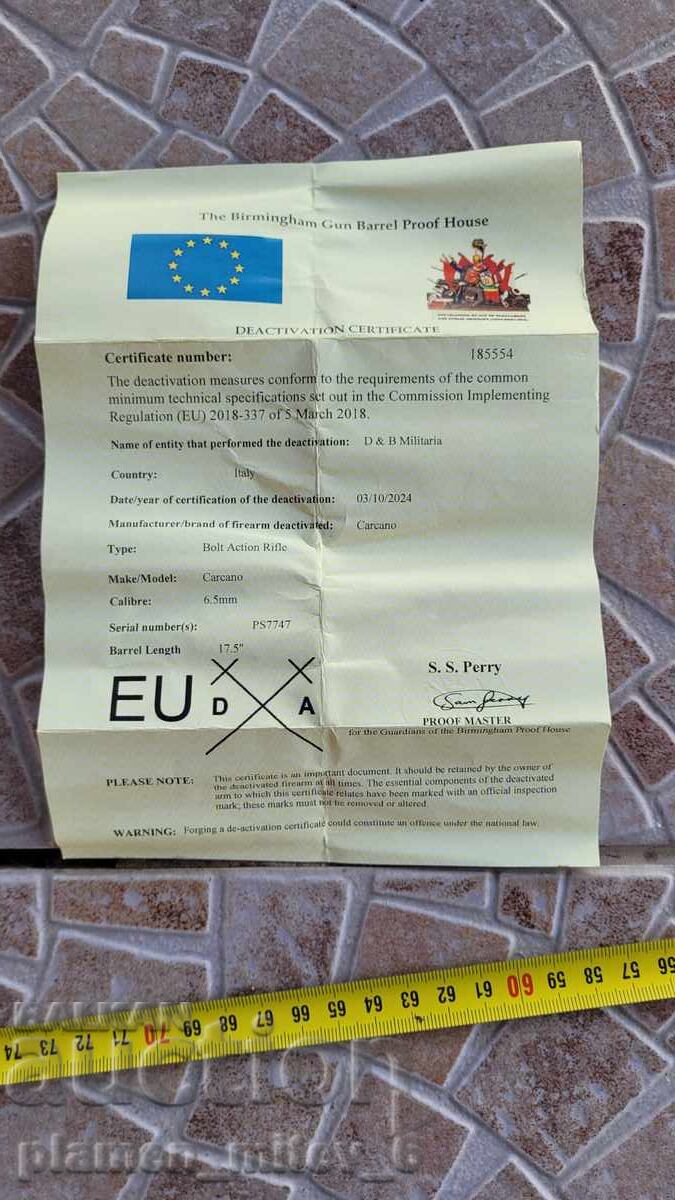 The Birmingham Gun Barrel Proof House
DEACTIVATION CERTIFICATE
Certificate number: 185554
The deactivation measures conform to the requirements of the common
minimum technical specifications set out in the Commission Implementing
Regulation (EU) 2018-337 of 5 March 2018.
Name of entity that performed the deactivation: D & B Militaria
Country: Italy
Date/year of certification of the deactivation: 03/10/2024
Manufacturer/brand of firearm deactivated: Carcano
Type: Bolt Action Rifle
Make/Model: Carcano
Calibre: 6.5mm
Serial number(s): PS7747
Barrel Length 17.5"
EU D A
S. S. Perry
PROOF MASTER
for the Guardians of the Birmingham Proof House
PLEASE NOTE: This certificate is an important document. It should be retained by the owner of
the deactivated firearm at all times. The essential components of the deactivated
arm to which this certificate relates have been marked with an official inspection
mark; these marks must not be removed or altered.
WARNING: Forging a de-activation certificate could constitute an offence under the national law.
74 73 72 71 70 69 68 67 66 65 64 63 62 61 60 59 58 57 56
BALKAN
auction
plamen_mitev_6